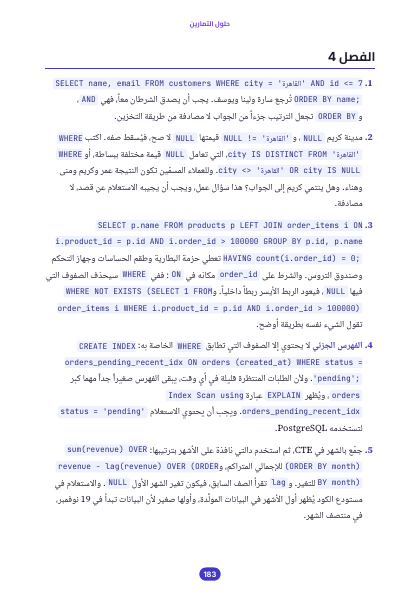 حلول التمارين
الفصل 4
1. SELECT name, email FROM customers WHERE city = 'القاهرة' AND id <= 7
ORDER BY name; تُرجع سارة ولينا ويوسف. يجب أن يصدق الشرطان معاً، فهي AND ،
و ORDER BY تجعل الترتيب جزءاً من الجواب لا مصادفة من طريقة التخزين.
2. مدينة كريم NULL ، و NULL != 'القاهرة' قيمتها NULL لا صح، فيُسقط صفه. اكتب WHERE
city IS DISTINCT FROM 'القاهرة'، التي تعامل NULL قيمة مختلفة ببساطة، أو WHERE
city <> 'القاهرة' OR city IS NULL. وللعملاء المسمّين تكون النتيجة عمر وكريم ومنى
وهناء. وهل ينتمي كريم إلى الجواب؟ هذا سؤال عمل، ويجب أن يجيبه الاستعلام عن قصد، لا
مصادفة.
3. SELECT p.name FROM products p LEFT JOIN order_items i ON
i.product_id = p.id AND i.order_id > 100000 GROUP BY p.id, p.name
HAVING count(i.order_id) = 0; تعطي حزمة البطارية وطقم الحساسات وجهاز التحكم
وصندوق التروس. والشرط على order_id مكانه في ON ؛ ففي WHERE سيحذف الصفوف التي
فيها NULL ، فيعود الربط الأيسر ربطاً داخلياً. و WHERE NOT EXISTS (SELECT 1 FROM
order_items i WHERE i.product_id = p.id AND i.order_id > 100000)
تقول الشيء نفسه بطريقة أوضح.
4. الفهرس الجزئي لا يحتوي إلا الصفوف التي تطابق WHERE الخاصة به: CREATE INDEX
orders_pending_recent_idx ON orders (created_at) WHERE status =
'pending'; . ولأن الطلبات المنتظرة قليلة في أي وقت، يبقى الفهرس صغيراً جداً مهما كبر
orders ، ويُظهر EXPLAIN عبارة Index Scan using
orders_pending_recent_idx. ويجب أن يحتوي الاستعلام status = 'pending'
لتستخدمه PostgreSQL.
5. جمّع بالشهر في CTE، ثم استخدم دالتي نافذة على الأشهر بترتيبها: sum(revenue) OVER
(ORDER BY month) للإجمالي المتراكم، و revenue - lag(revenue) OVER (ORDER
BY month) للتغير. و lag تقرأ الصف السابق، فيكون تغير الشهر الأول NULL . والاستعلام في
مستودع الكود يُظهر أول الأشهر في البيانات المولّدة، وأولها صغير لأن البيانات تبدأ في 19 نوفمبر،
في منتصف الشهر.
183